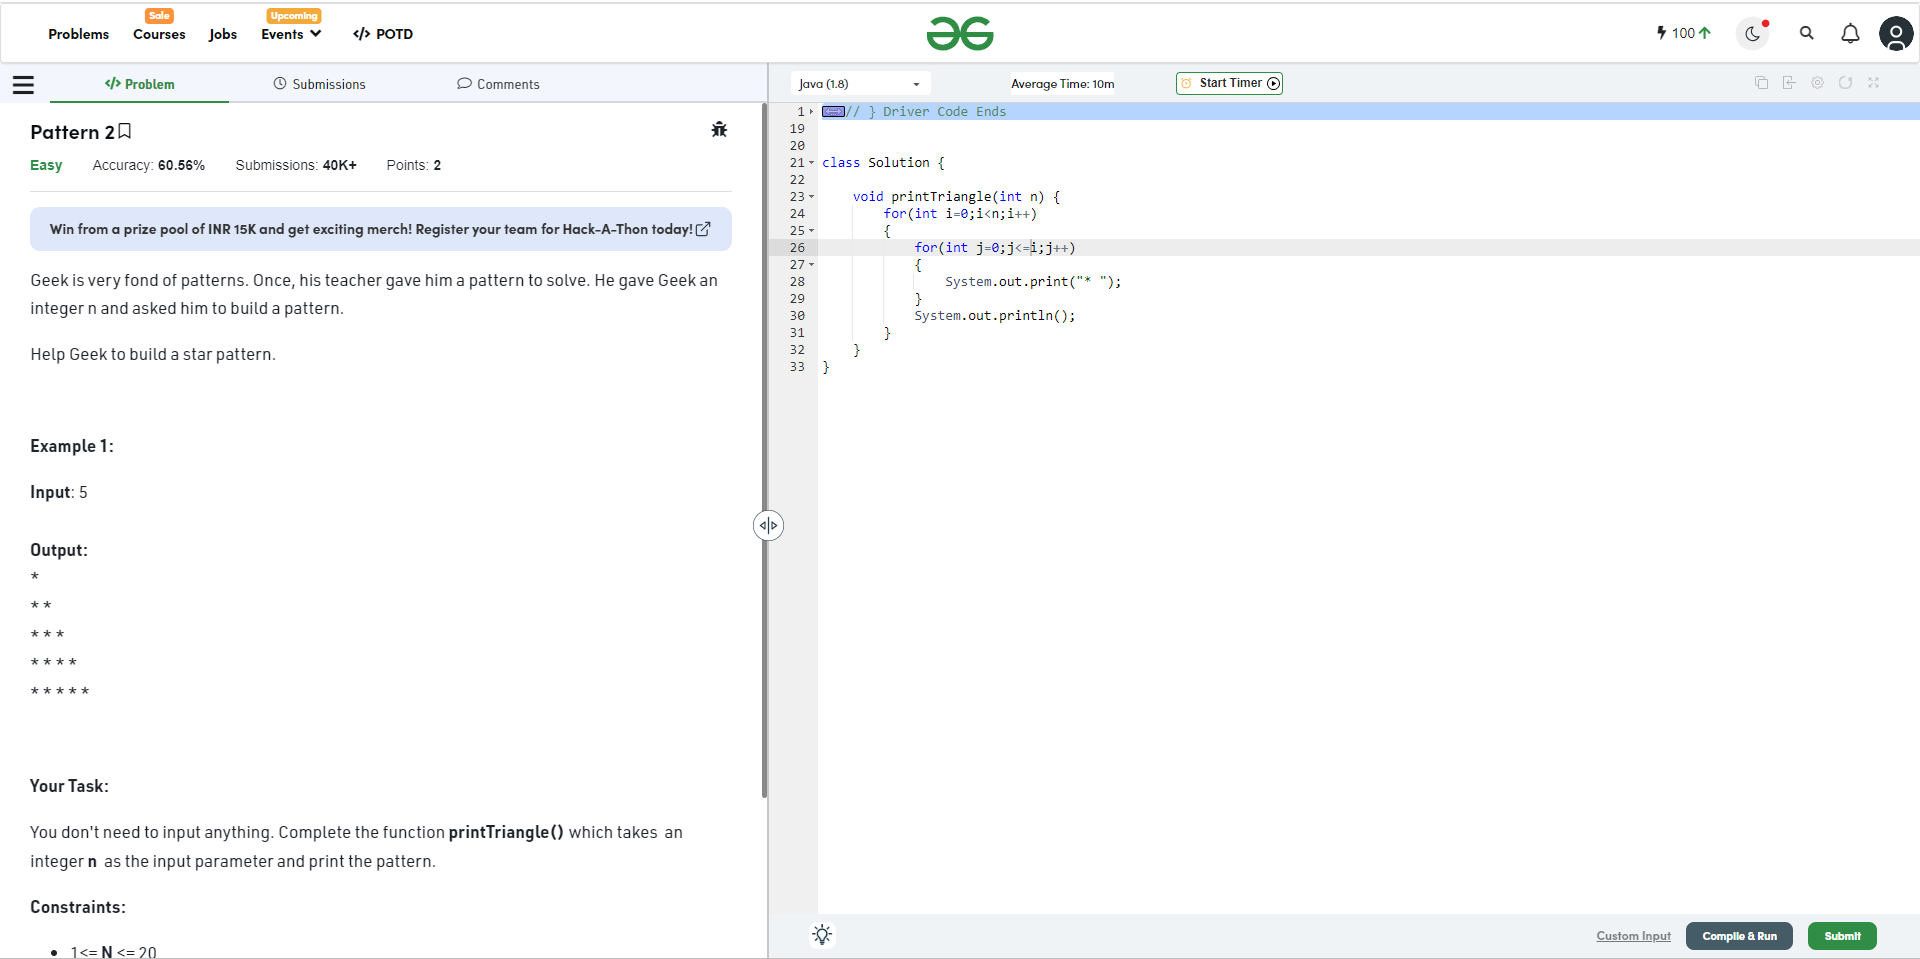 Sale
Upcoming
Problems Courses Jobs Events </> POTD
100
</> Problem Submissions Comments
Java (1.8) Average Time: 10m Start Timer
Pattern 2
Easy Accuracy: 60.56% Submissions: 40K+ Points: 2
Win from a prize pool of INR 15K and get exciting merch! Register your team for Hack-A-Thon today!
Geek is very fond of patterns. Once, his teacher gave him a pattern to solve. He gave Geek an
integer n and asked him to build a pattern.
Help Geek to build a star pattern.
Example 1:
Input: 5
Output:
*
* *
* * *
* * * *
* * * * *
Your Task:
You don't need to input anything. Complete the function printTriangle() which takes an
integer n as the input parameter and print the pattern.
Constraints:
• 1<= N <= 20
1 // } Driver Code Ends
19
20
21 class Solution {
22
23 void printTriangle(int n) {
24 for(int i=0;i<n;i++)
25 {
26 for(int j=0;j<=i;j++)
27 {
28 System.out.print("* ");
29 }
30 System.out.println();
31 }
32 }
33 }
Custom Input Compile & Run Submit